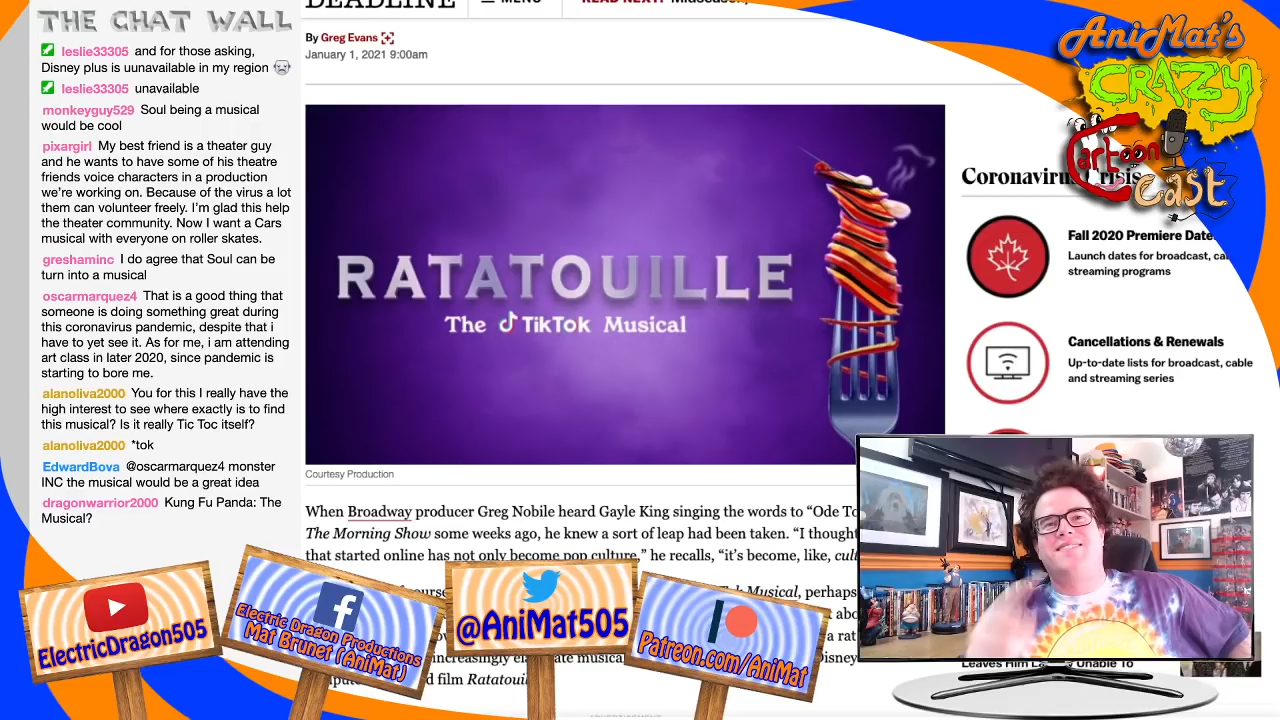 THE CHAT WALL
leslie33305 and for those asking,
Disney plus is uunavailable in my region
leslie33305 unavailable
monkeyguy529 Soul being a musical
would be cool
pixargirl My best friend is a theater guy
and he wants to have some of his theatre
friends voice characters in a production
we're working on. Because of the virus a lot
them can volunteer freely. I'm glad this help
the theater community. Now I want a Cars
musical with everyone on roller skates.
greshaminc I do agree that Soul can be
turn into a musical
oscarmarquez4 That is a good thing that
someone is doing something great during
this coronavirus pandemic, despite that i
have to yet see it. As for me, i am attending
art class in later 2020, since pandemic is
starting to bore me.
alanoliva2000 You for this I really have the
high interest to see where exactly is to find
this musical? Is it really Tic Toc itself?
alanoliva2000 *tok
EdwardBova @oscarmarquez4 monster
INC the musical would be a great idea
dragonwarrior2000 Kung Fu Panda: The
Musical?
DEADLINE
MENU
READ NEXT:
By Greg Evans
January 1, 2021 9:00am
RATATOUILLE
The TikTok Musical
Courtesy Production
When Broadway producer Greg Nobile heard Gayle King singing the words to “Ode To
The Morning Show some weeks ago, he knew a sort of leap had been taken. “I thought
that started online has not only become pop culture,” he recalls, “it's become, like,
Musical, perhaps
a rat
increasingly
Disney
film
AniMat's
CRAZY
Cartoon
Cast
Coronavirus Crisis
Fall 2020 Premiere Date
Launch dates for broadcast,
streaming programs
Cancellations & Renewals
Up-to-date lists for broadcast, cable
and streaming series
Leaves Him
Unable To
ElectricDragon505
Electric Dragon Productions
Mat Brunet (AniMat)
@AniMat505
Patreon.com/AniMat
ADVERTISEMENT